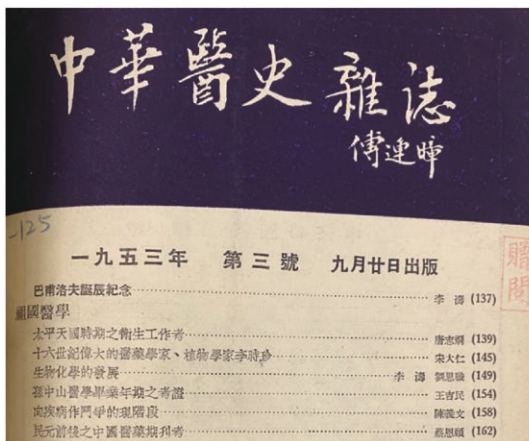 中華醫史雜誌
傅連暲
-125
一九五三年 第三號 九月廿日出版
贈閱
巴甫洛夫誕辰紀念 李濤 (137)
祖國醫學
太平天國時期之衛生工作考 (139)
十六世紀偉大的醫藥學家、植物學家李時珍 宋大仁 (145)
生物化學的發展 李濤 劉思職 (149)
孫中山醫學畢業年期之考證 王吉民 (154)
向疾病作鬥爭的現階段 陳義文 (158)
民元前後之中國醫藥期刊考 (162)